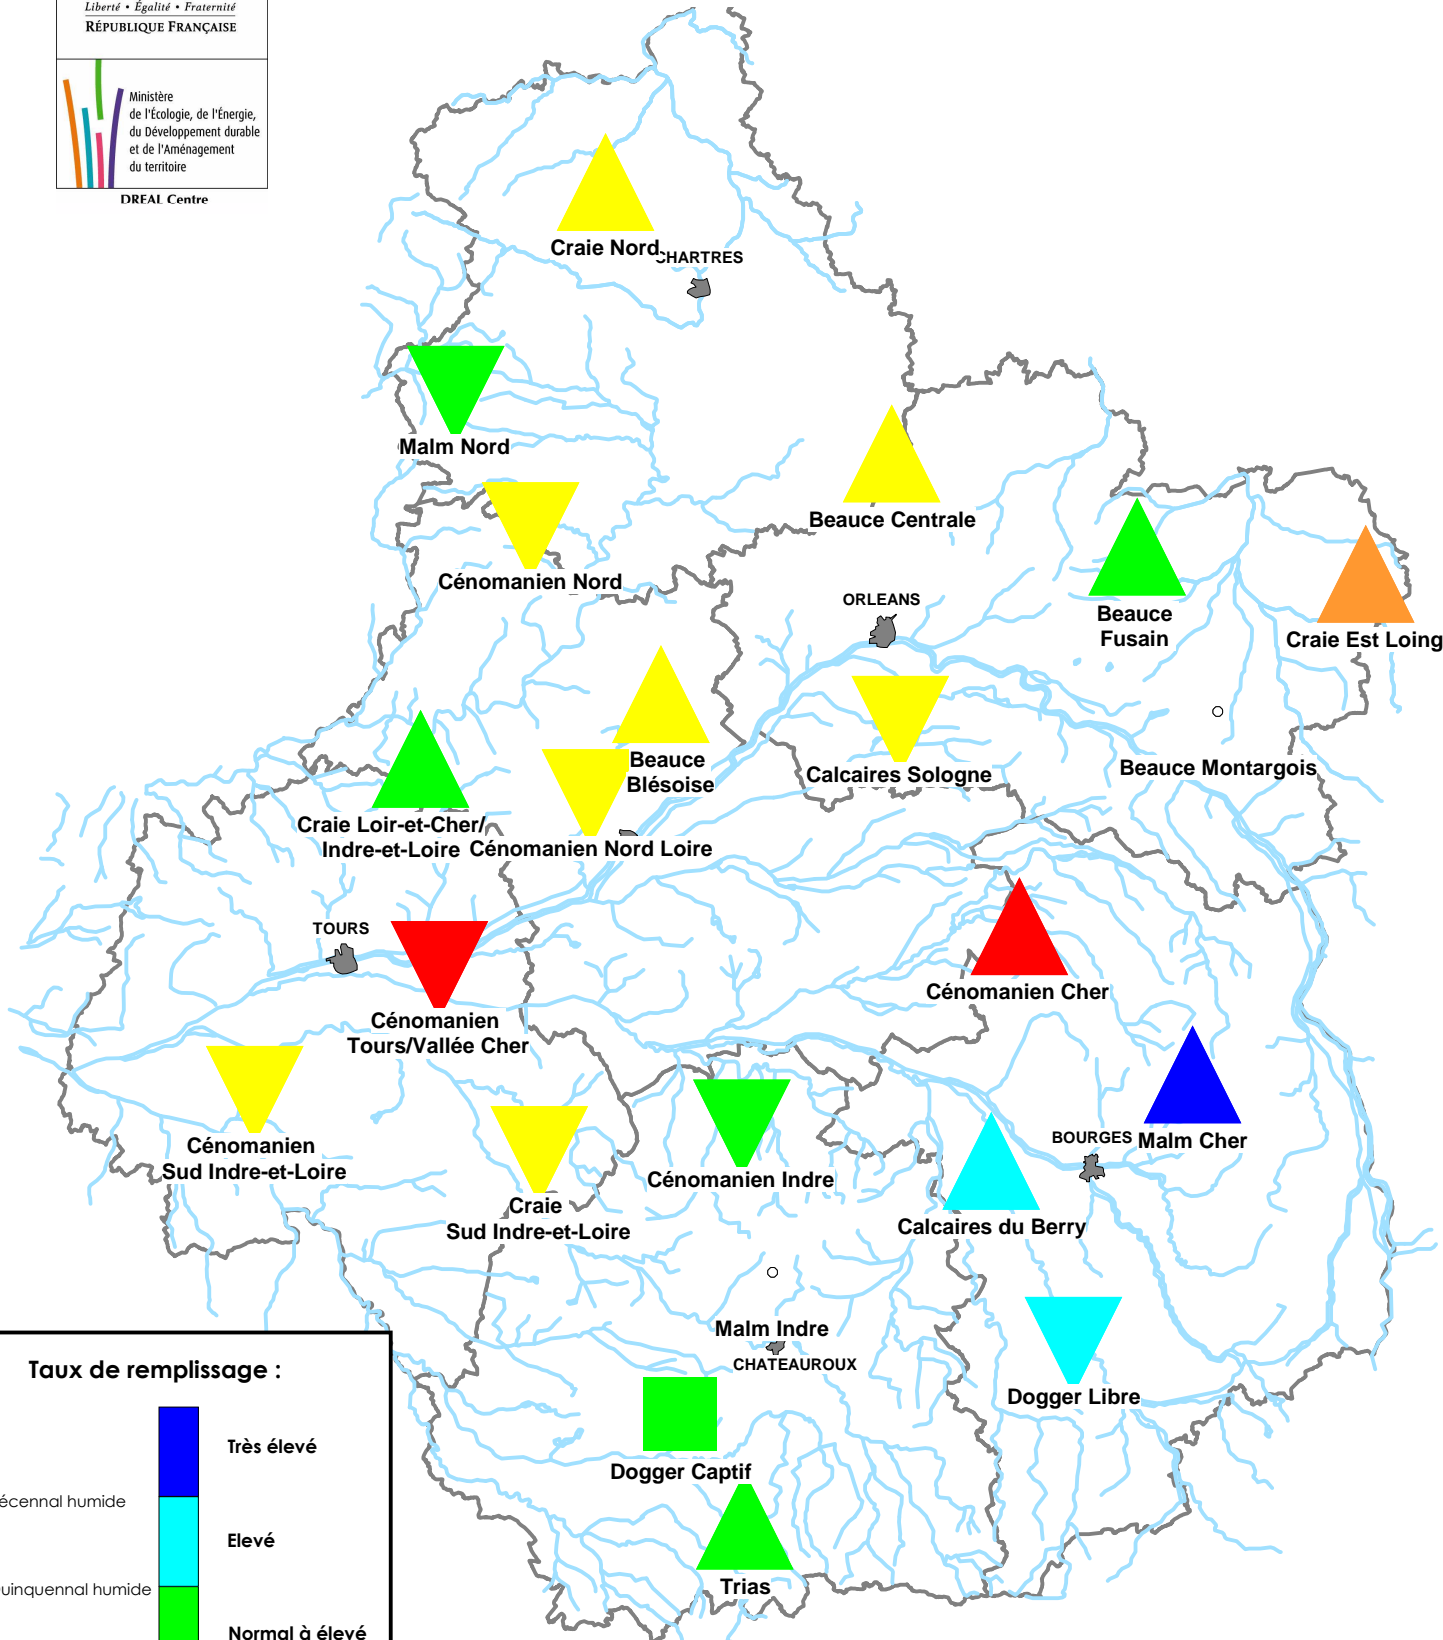 Liberté • Égalité • Fraternité
RÉPUBLIQUE FRANÇAISE
Ministère
de l'Écologie, de l'Énergie,
du Développement durable
et de l'Aménagement
du territoire
DREAL Centre
Craie Nord
CHARTRES
Malm Nord
Beauce Centrale
Cénomanien Nord
ORLEANS
Beauce
Fusain
Craie Est Loing
Beauce
Blésoise
Calcaires Sologne
Beauce Montargois
Craie Loir-et-Cher/
Indre-et-Loire
Cénomanien Nord Loire
TOURS
Cénomanien Cher
Cénomanien
Tours/Vallée Cher
Cénomanien
Sud Indre-et-Loire
BOURGES
Malm Cher
Cénomanien Indre
Craie
Sud Indre-et-Loire
Calcaires du Berry
Malm Indre
CHATEAUROUX
Dogger Libre
Dogger Captif
Trias
Taux de remplissage :
Très élevé
écennal humide
Elevé
uinquennal humide
Normal à élevé